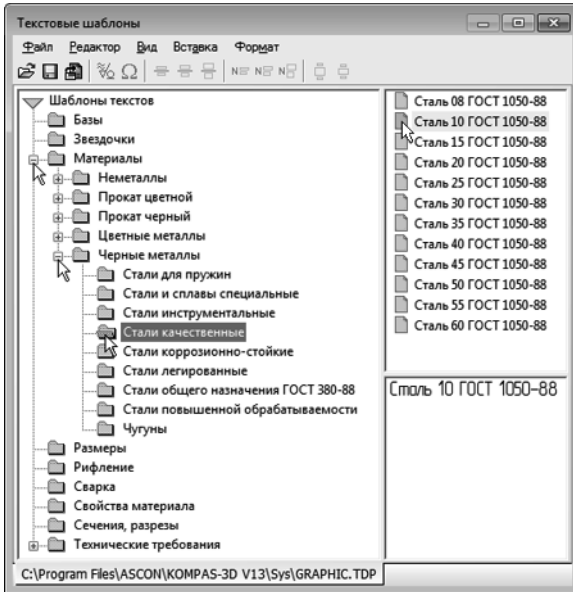 Текстовые шаблоны
Файл Редактор Вид Вставка Формат
Шаблоны текстов
Базы
Звездочки
Материалы
Неметаллы
Прокат цветной
Прокат черный
Цветные металлы
Черные металлы
Стали для пружин
Стали и сплавы специальные
Стали инструментальные
Стали качественные
Стали коррозионно-стойкие
Стали легированные
Стали общего назначения ГОСТ 380-88
Стали повышенной обрабатываемости
Чугуны
Размеры
Рифление
Сварка
Свойства материала
Сечения, разрезы
Технические требования
Сталь 08 ГОСТ 1050-88
Сталь 10 ГОСТ 1050-88
Сталь 15 ГОСТ 1050-88
Сталь 20 ГОСТ 1050-88
Сталь 25 ГОСТ 1050-88
Сталь 30 ГОСТ 1050-88
Сталь 35 ГОСТ 1050-88
Сталь 40 ГОСТ 1050-88
Сталь 45 ГОСТ 1050-88
Сталь 50 ГОСТ 1050-88
Сталь 55 ГОСТ 1050-88
Сталь 60 ГОСТ 1050-88
Сталь 10 ГОСТ 1050-88
C:\Program Files\ASCON\KOMPAS-3D V13\Sys\GRAPHIC.TDP